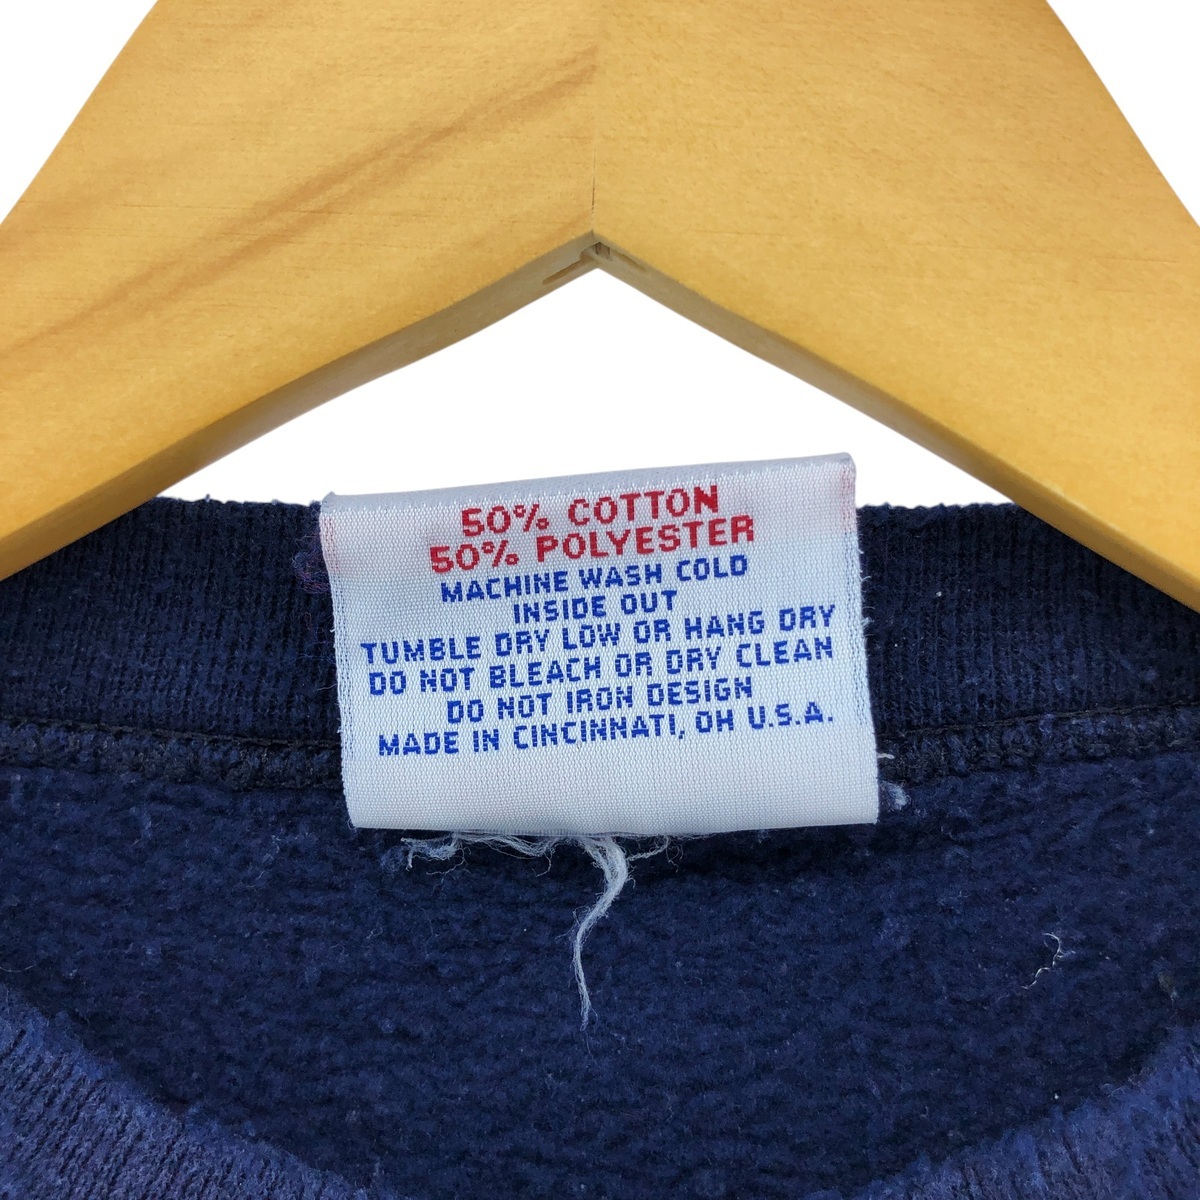 50% COTTON
50% POLYESTER
MACHINE WASH COLD
INSIDE OUT
TUMBLE DRY LOW OR HANG DRY
DO NOT BLEACH OR DRY CLEAN
DO NOT IRON DESIGN
MADE IN CINCINNATI, OH U.S.A.